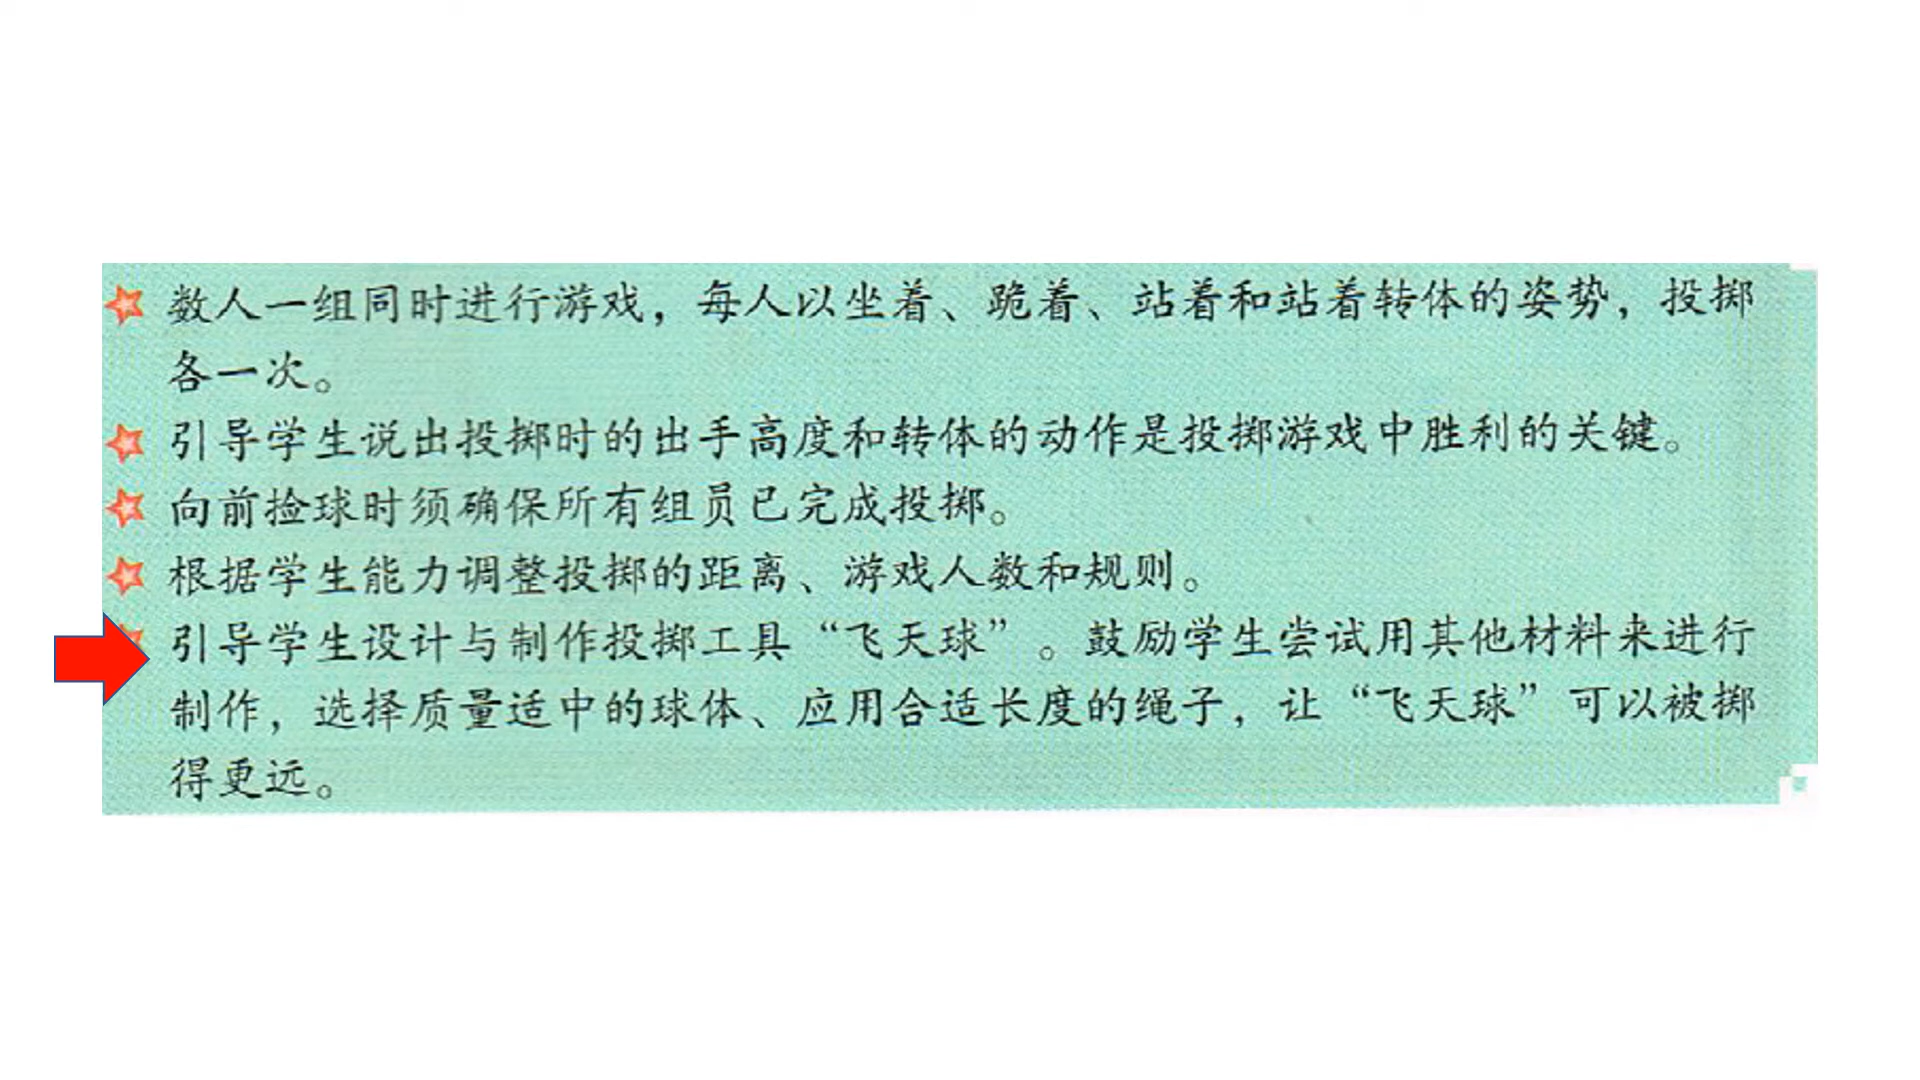 数人一组同时进行游戏，每人以坐着、跪着、站着和站着转体的姿势，投掷
各一次。
引导学生说出投掷时的出手高度和转体的动作是投掷游戏中胜利的关键。
向前捡球时须确保所有组员已完成投掷。
根据学生能力调整投掷的距离、游戏人数和规则。
引导学生设计与制作投掷工具“飞天球”。鼓励学生尝试用其他材料来进行
制作，选择质量适中的球体、应用合适长度的绳子，让“飞天球”可以被掷
得更远。